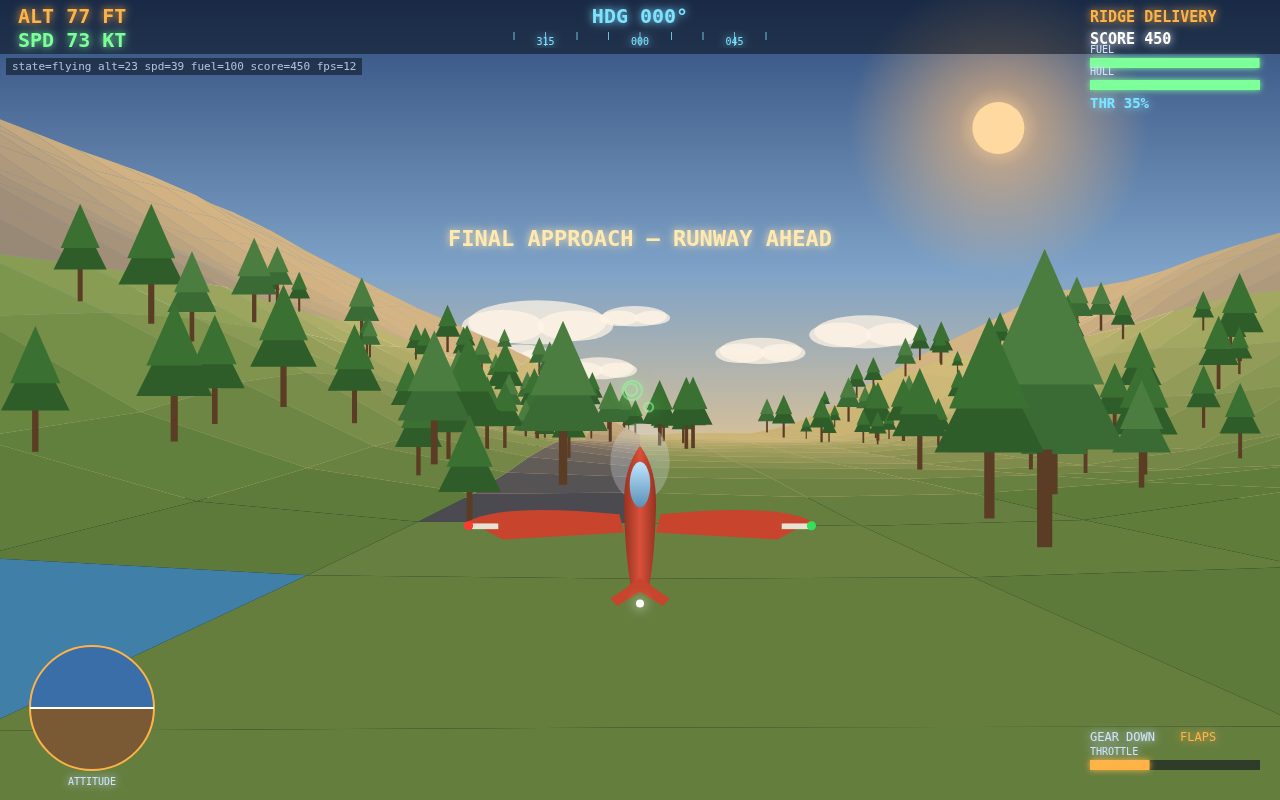 ALT 77 FT
SPD 73 KT
HDG 000°
315 000 045
RIDGE DELIVERY
SCORE 450
FUEL
HULL
THR 35%
state=flying alt=23 spd=39 fuel=100 score=450 fps=12
FINAL APPROACH — RUNWAY AHEAD
ATTITUDE
GEAR DOWN FLAPS
THROTTLE